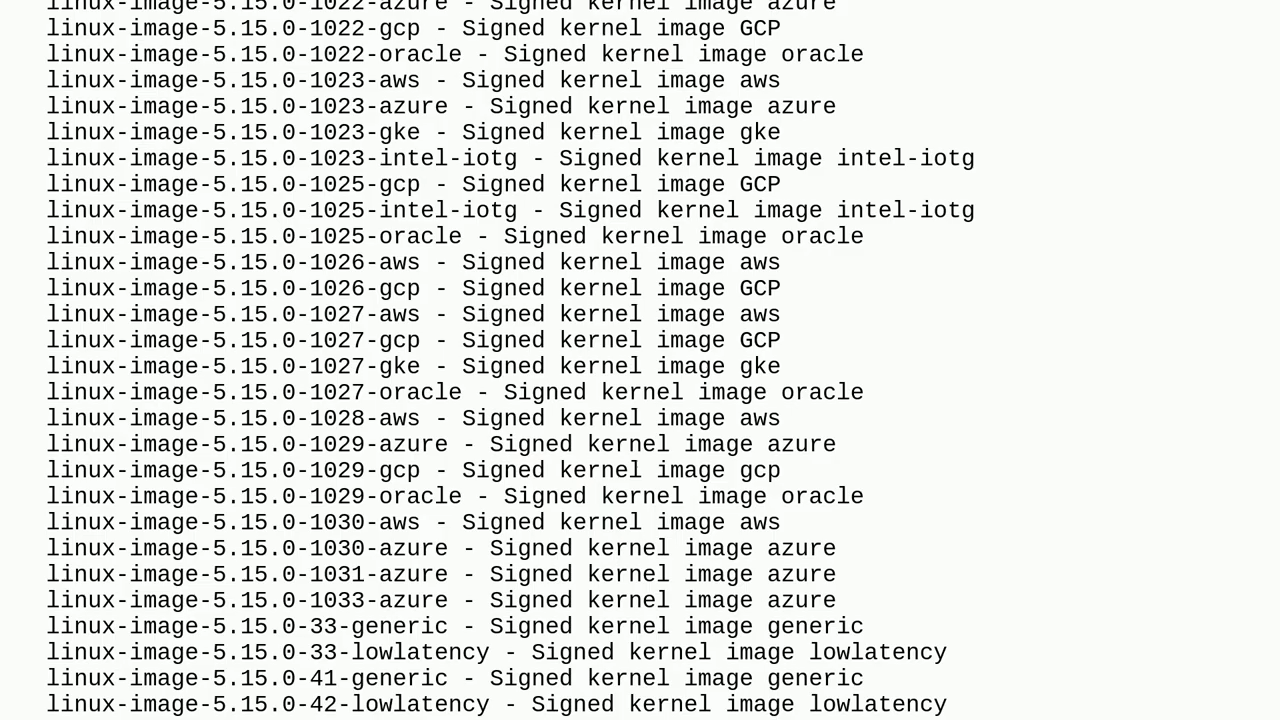 linux-image-5.15.0-1022-azure - Signed kernel image azure
linux-image-5.15.0-1022-gcp - Signed kernel image GCP
linux-image-5.15.0-1022-oracle - Signed kernel image oracle
linux-image-5.15.0-1023-aws - Signed kernel image aws
linux-image-5.15.0-1023-azure - Signed kernel image azure
linux-image-5.15.0-1023-gke - Signed kernel image gke
linux-image-5.15.0-1023-intel-iotg - Signed kernel image intel-iotg
linux-image-5.15.0-1025-gcp - Signed kernel image GCP
linux-image-5.15.0-1025-intel-iotg - Signed kernel image intel-iotg
linux-image-5.15.0-1025-oracle - Signed kernel image oracle
linux-image-5.15.0-1026-aws - Signed kernel image aws
linux-image-5.15.0-1026-gcp - Signed kernel image GCP
linux-image-5.15.0-1027-aws - Signed kernel image aws
linux-image-5.15.0-1027-gcp - Signed kernel image GCP
linux-image-5.15.0-1027-gke - Signed kernel image gke
linux-image-5.15.0-1027-oracle - Signed kernel image oracle
linux-image-5.15.0-1028-aws - Signed kernel image aws
linux-image-5.15.0-1029-azure - Signed kernel image azure
linux-image-5.15.0-1029-gcp - Signed kernel image gcp
linux-image-5.15.0-1029-oracle - Signed kernel image oracle
linux-image-5.15.0-1030-aws - Signed kernel image aws
linux-image-5.15.0-1030-azure - Signed kernel image azure
linux-image-5.15.0-1031-azure - Signed kernel image azure
linux-image-5.15.0-1033-azure - Signed kernel image azure
linux-image-5.15.0-33-generic - Signed kernel image generic
linux-image-5.15.0-33-lowlatency - Signed kernel image lowlatency
linux-image-5.15.0-41-generic - Signed kernel image generic
linux-image-5.15.0-42-lowlatency - Signed kernel image lowlatency